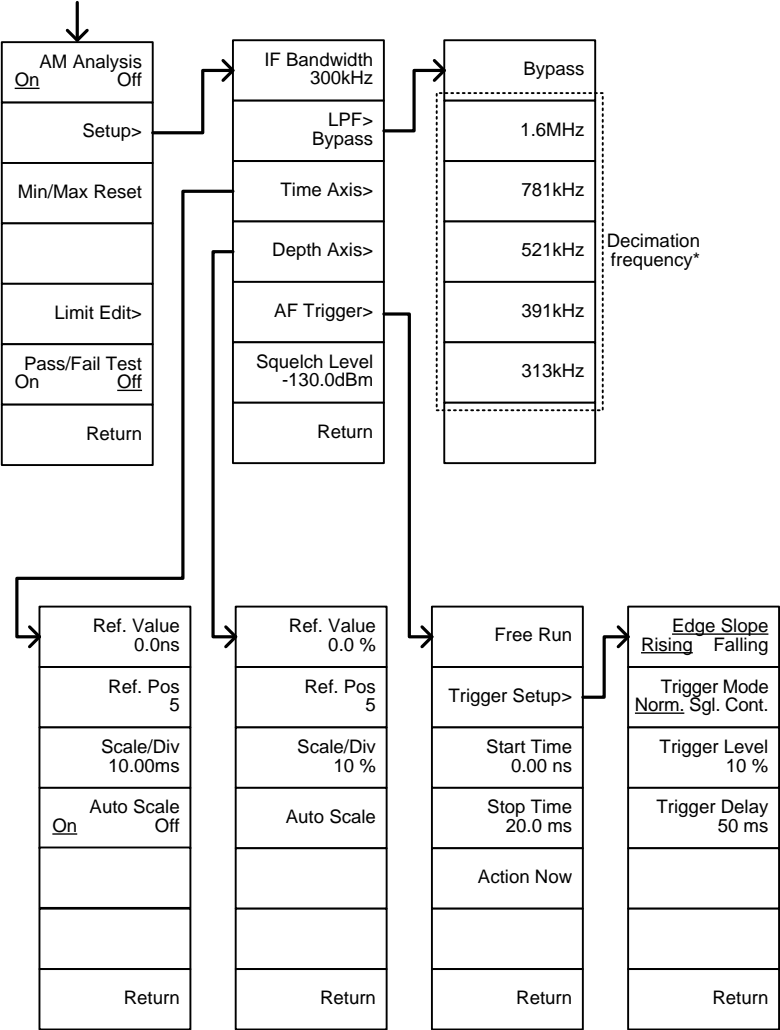 AM Analysis
On Off
Setup>
Min/Max Reset
Limit Edit>
Pass/Fail Test
On Off
Return
IF Bandwidth
300kHz
LPF>
Bypass
Time Axis>
Depth Axis>
AF Trigger>
Squelch Level
-130.0dBm
Return
Bypass
1.6MHz
781kHz
521kHz
391kHz
313kHz
Decimation
frequency*
Ref. Value
0.0ns
Ref. Pos
5
Scale/Div
10.00ms
Auto Scale
On Off
Return
Ref. Value
0.0 %
Ref. Pos
5
Scale/Div
10 %
Auto Scale
Return
Free Run
Trigger Setup>
Start Time
0.00 ns
Stop Time
20.0 ms
Action Now
Return
Edge Slope
Rising Falling
Trigger Mode
Norm. Sgl. Cont.
Trigger Level
10 %
Trigger Delay
50 ms
Return